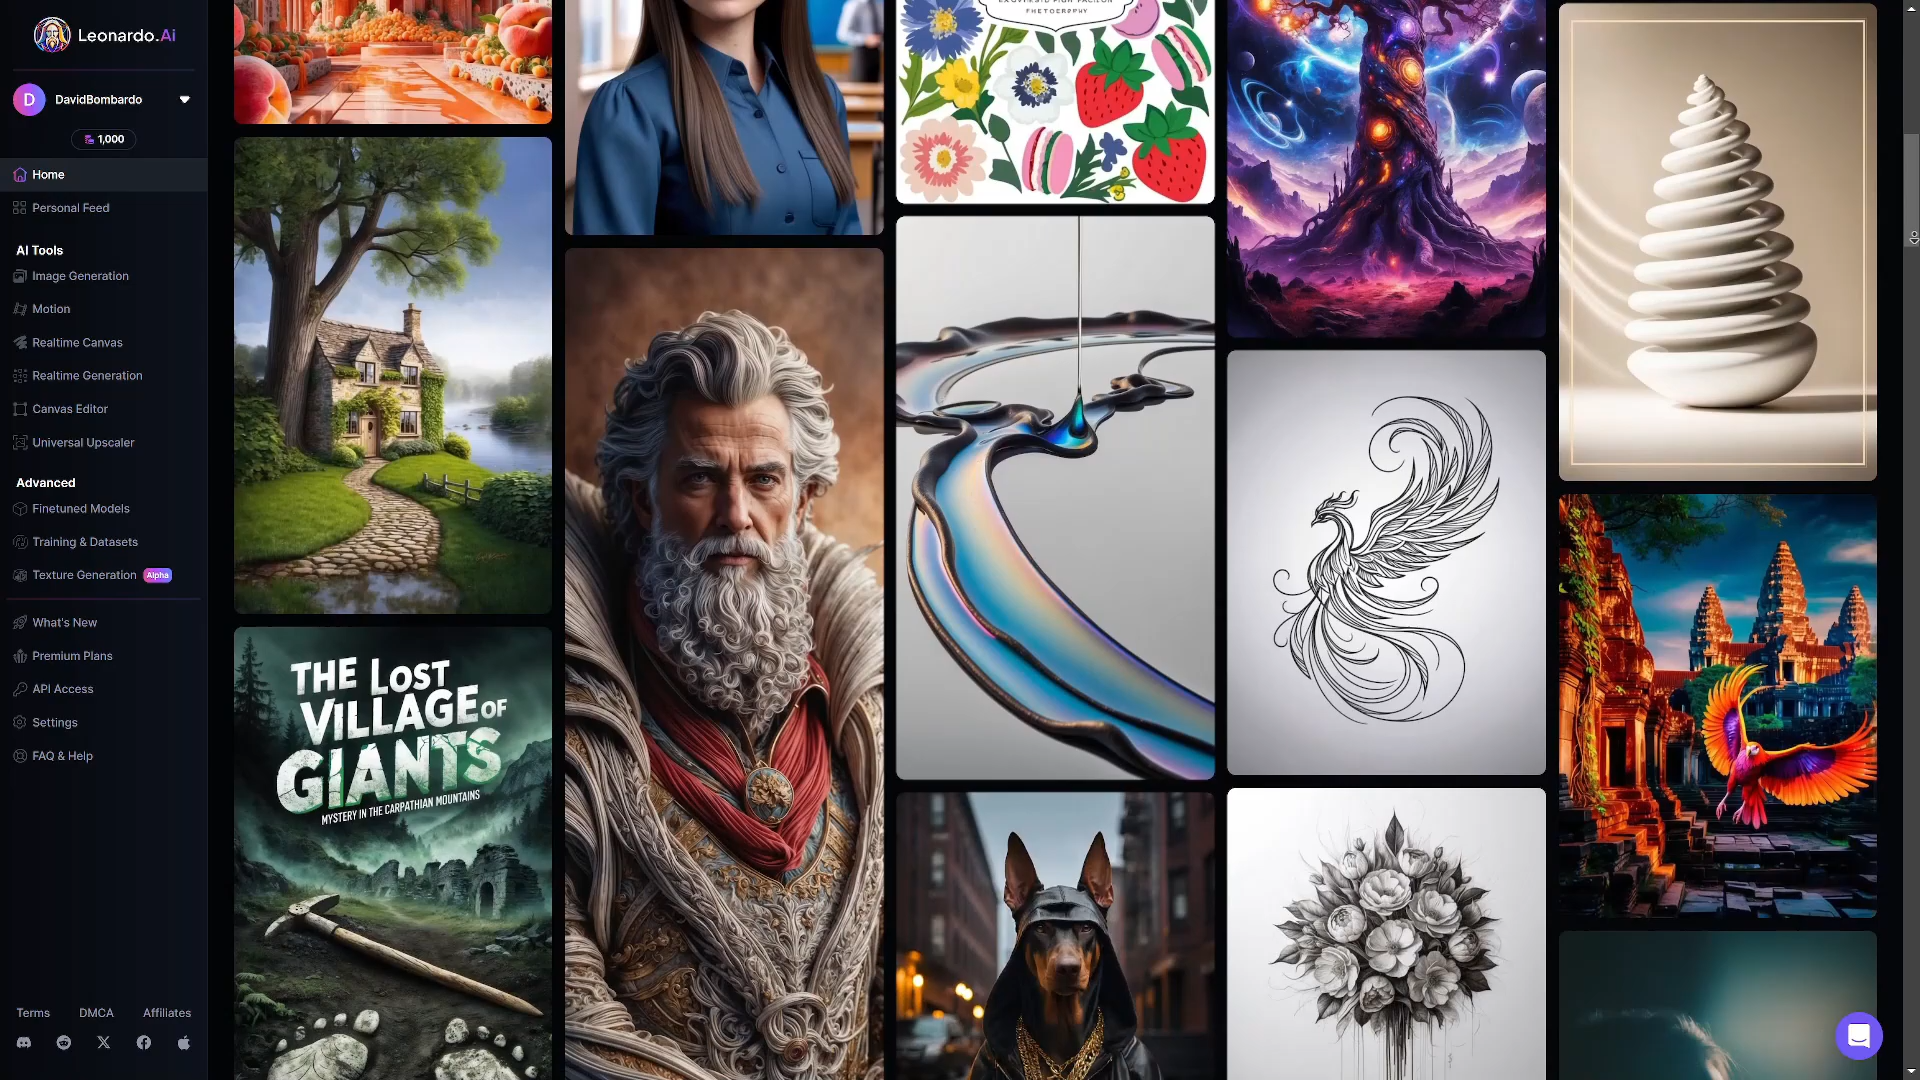 Leonardo.Ai
D
DavidBombardo
1,000
Home
Personal Feed
AI Tools
Image Generation
Motion
Realtime Canvas
Realtime Generation
Canvas Editor
Universal Upscaler
Advanced
Finetuned Models
Training & Datasets
Texture Generation Alpha
What's New
Premium Plans
API Access
Settings
FAQ & Help
Terms DMCA Affiliates
THE LOST
VILLAGE OF
GIANTS
MYSTERY IN THE CARPATHIAN MOUNTAINS